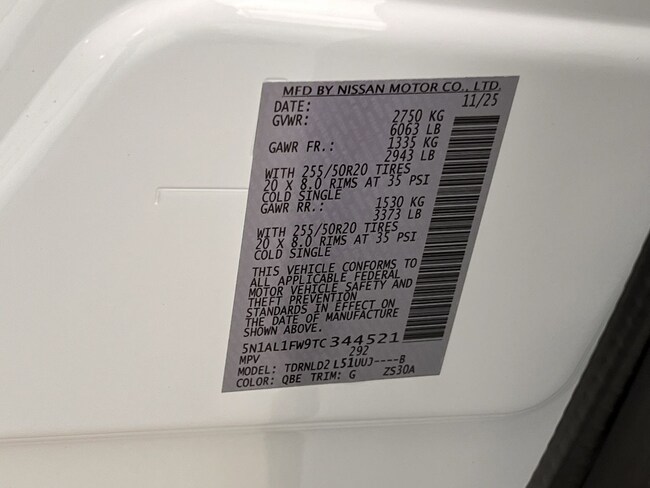 MFD BY NISSAN MOTOR CO., LTD.
DATE: 11/25
GVWR: 2750 KG
6063 LB
GAWR FR.: 1335 KG
2943 LB
WITH 255/50R20 TIRES
20 X 8.0 RIMS AT 35 PSI
COLD SINGLE
GAWR RR.: 1530 KG
3373 LB
WITH 255/50R20 TIRES
20 X 8.0 RIMS AT 35 PSI
COLD SINGLE
THIS VEHICLE CONFORMS TO
ALL APPLICABLE FEDERAL
MOTOR VEHICLE SAFETY AND
THEFT PREVENTION
STANDARDS IN EFFECT ON
THE DATE OF MANUFACTURE
SHOWN ABOVE.
5N1AL1FW9TC344521
MPV 292
MODEL: TDRNLD2 L51UUJ----B
COLOR: QBE TRIM: G ZS30A